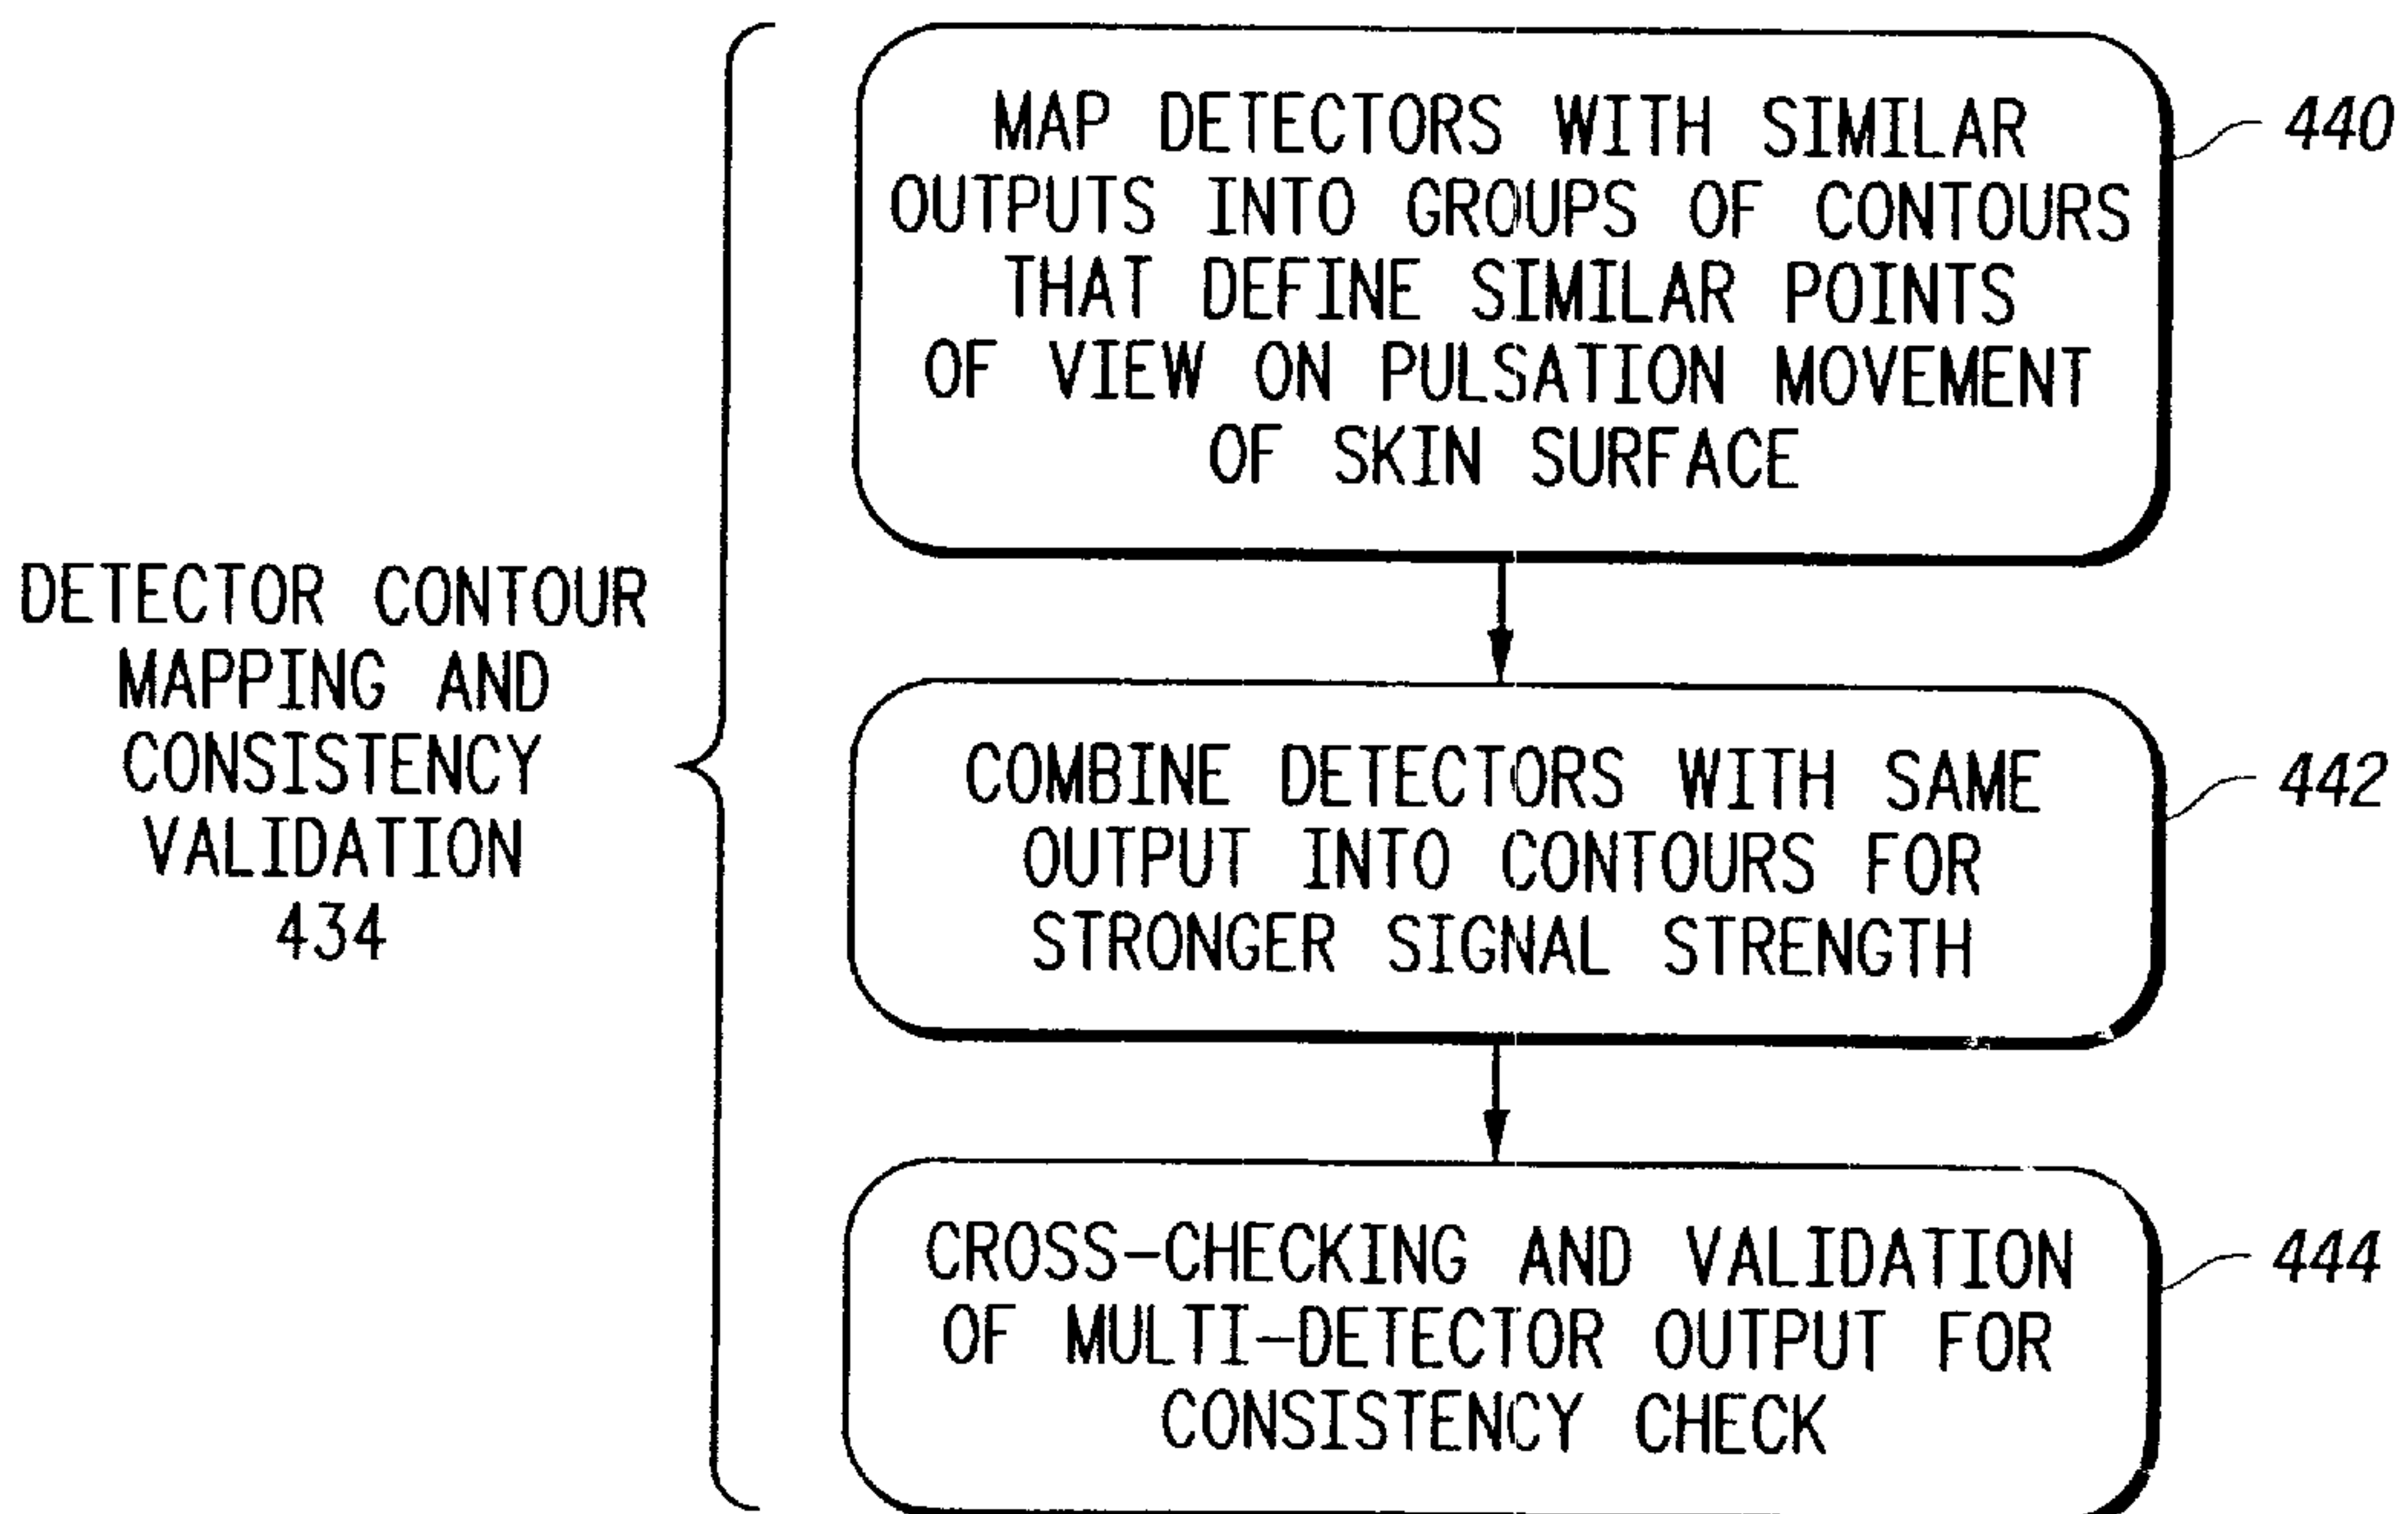 DETECTOR CONTOUR
MAPPING AND
CONSISTENCY
VALIDATION
434
MAP DETECTORS WITH SIMILAR
OUTPUTS INTO GROUPS OF CONTOURS
THAT DEFINE SIMILAR POINTS
OF VIEW ON PULSATION MOVEMENT
OF SKIN SURFACE
440
COMBINE DETECTORS WITH SAME
OUTPUT INTO CONTOURS FOR
STRONGER SIGNAL STRENGTH
442
CROSS-CHECKING AND VALIDATION
OF MULTI-DETECTOR OUTPUT FOR
CONSISTENCY CHECK
444